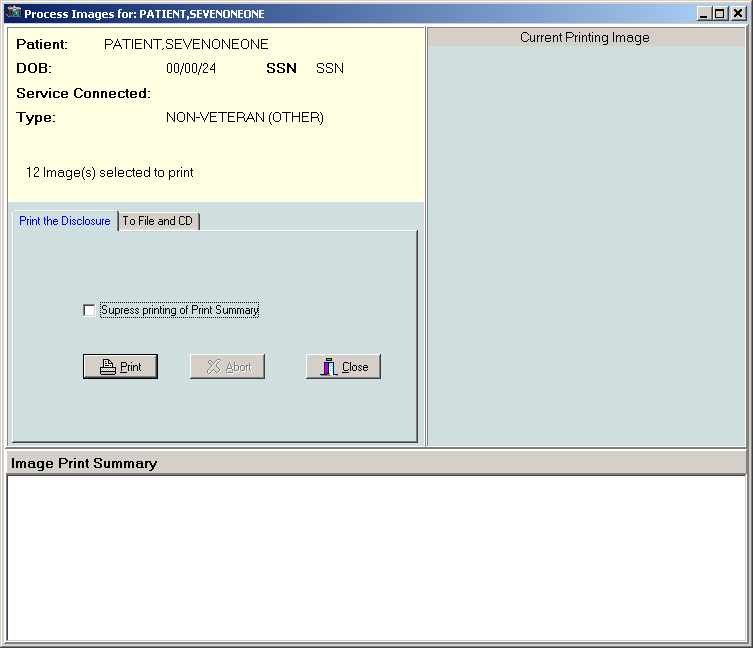 Process Images for: PATIENT,SEVENONEONE
Patient: PATIENT,SEVENONEONE
DOB: 00/00/24 SSN SSN
Service Connected:
Type: NON-VETERAN (OTHER)
12 Image(s) selected to print
Print the Disclosure To File and CD
Supress printing of Print Summary
Print Abort Close
Current Printing Image
Image Print Summary